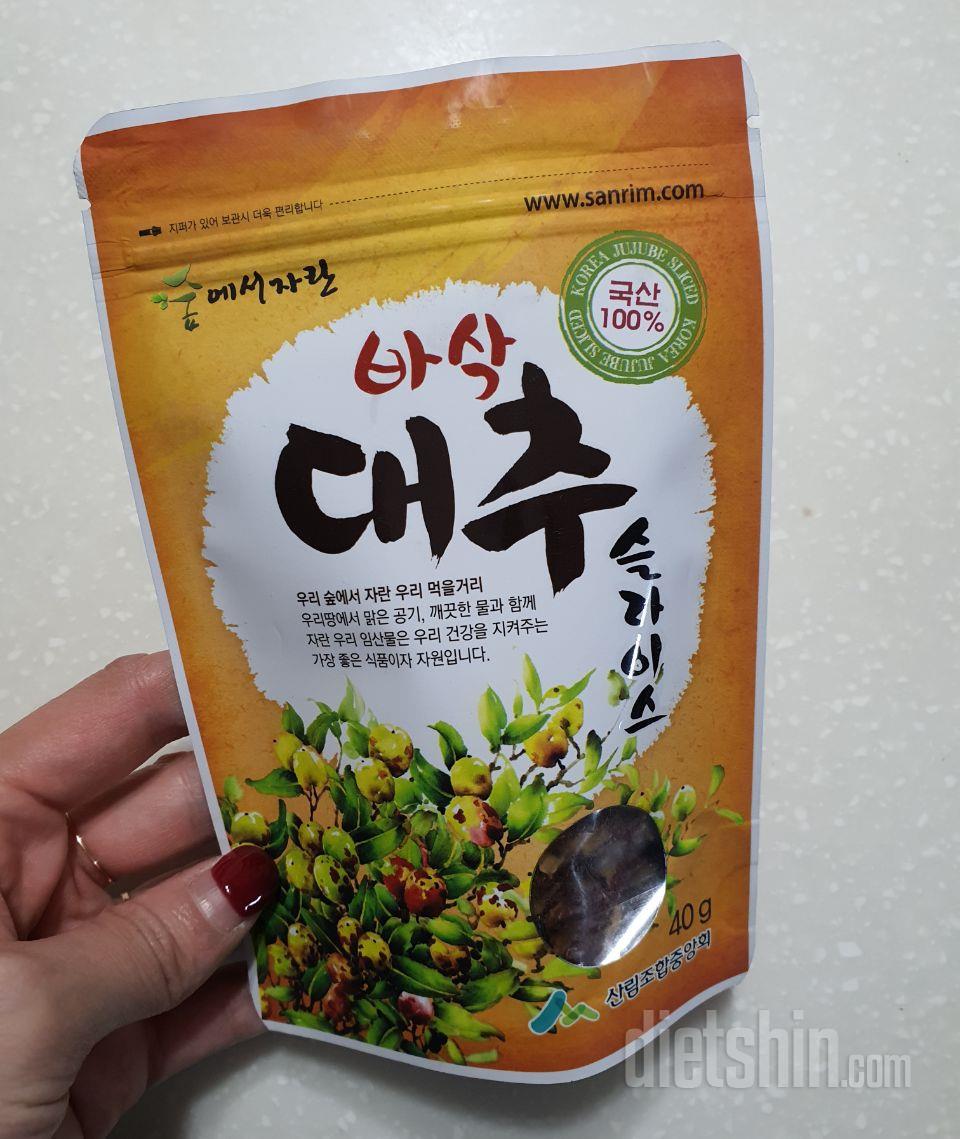 지퍼가 있어 보관시 더욱 편리합니다
www.sanrim.com
숲에서자란
KOREA JUJUBE SLICED KOREA JUJUBE SLICED
국산
100%
바삭
대추
슬라이스
우리 숲에서 자란 우리 먹을거리
우리땅에서 맑은 공기, 깨끗한 물과 함께
자란 우리 임산물은 우리 건강을 지켜주는
가장 좋은 식품이자 자원입니다.
40g
산림조합중앙회
dietshin.com